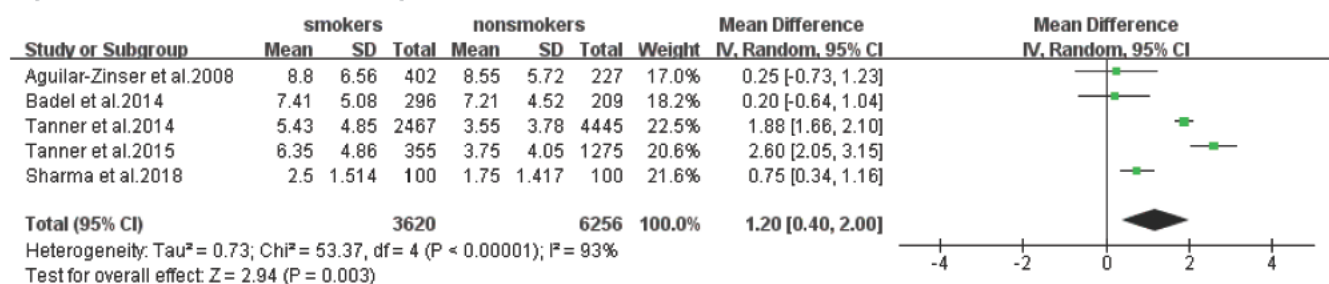 smokers nonsmokers Mean Difference Mean Difference
Study or Subgroup Mean SD Total Mean SD Total Weight IV, Random, 95% CI IV, Random, 95% CI
Aguilar-Zinser et al.2008 8.8 6.56 402 8.55 5.72 227 17.0% 0.25 [-0.73, 1.23]
Badel et al.2014 7.41 5.08 296 7.21 4.52 209 18.2% 0.20 [-0.64, 1.04]
Tanner et al.2014 5.43 4.85 2467 3.55 3.78 4445 22.5% 1.88 [1.66, 2.10]
Tanner et al.2015 6.35 4.86 355 3.75 4.05 1275 20.6% 2.60 [2.05, 3.15]
Sharma et al.2018 2.5 1.514 100 1.75 1.417 100 21.6% 0.75 [0.34, 1.16]
Total (95% CI) 3620 6256 100.0% 1.20 [0.40, 2.00]
Heterogeneity: Tau² = 0.73; Chi² = 53.37, df = 4 (P < 0.00001); I² = 93%
Test for overall effect: Z = 2.94 (P = 0.003)
-4 -2 0 2 4